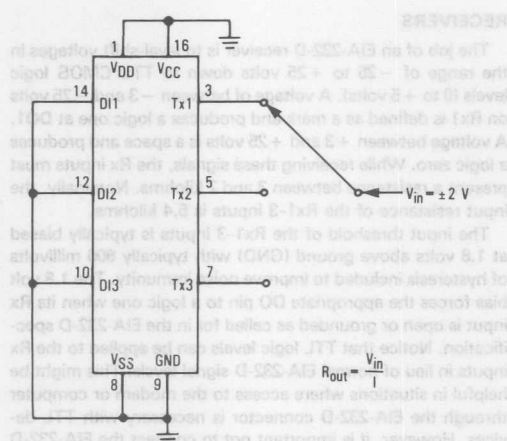 RECEIVERS
The job of an EIA-232-D receiver is to level-shift voltages in
the range of −25 to +25 volts down to TTL/CMOS logic
levels (0 to +5 volts). A voltage of between −3 and −25 volts
on Rx1 is defined as a mark and produces a logic one at DO1.
A voltage between +3 and +25 volts is a space and produces
a logic zero. While receiving these signals, the Rx inputs must
present a resistance between 3 and 7 kilohms. Nominally, the
input resistance of the Rx1-3 inputs is 5.4 kilohms.
The input threshold of the Rx1-3 inputs is typically biased
at 1.8 volts above ground (GND) with typically 800 millivolts
of hysteresis included to improve noise immunity. The 1.8 volt
bias forces the appropriate DO pin to a logic one when its Rx
input is open or grounded as called for in the EIA-232-D spec-
ification. Notice that TTL logic levels can be applied to the Rx
inputs in lieu of normal EIA-232-D signal levels. This might be
helpful in situations where access to the modem or computer
through the EIA-232-D connector is necessary with TTL de-
vices. However, it is important not to connect the EIA-232-D
1 16
VDD VCC
14 DI1 Tx1 3
12 DI2 Tx2 5
Vin = ±2 V
10 DI3 Tx3 7
VSS GND
8 9
Rout = Vin
I